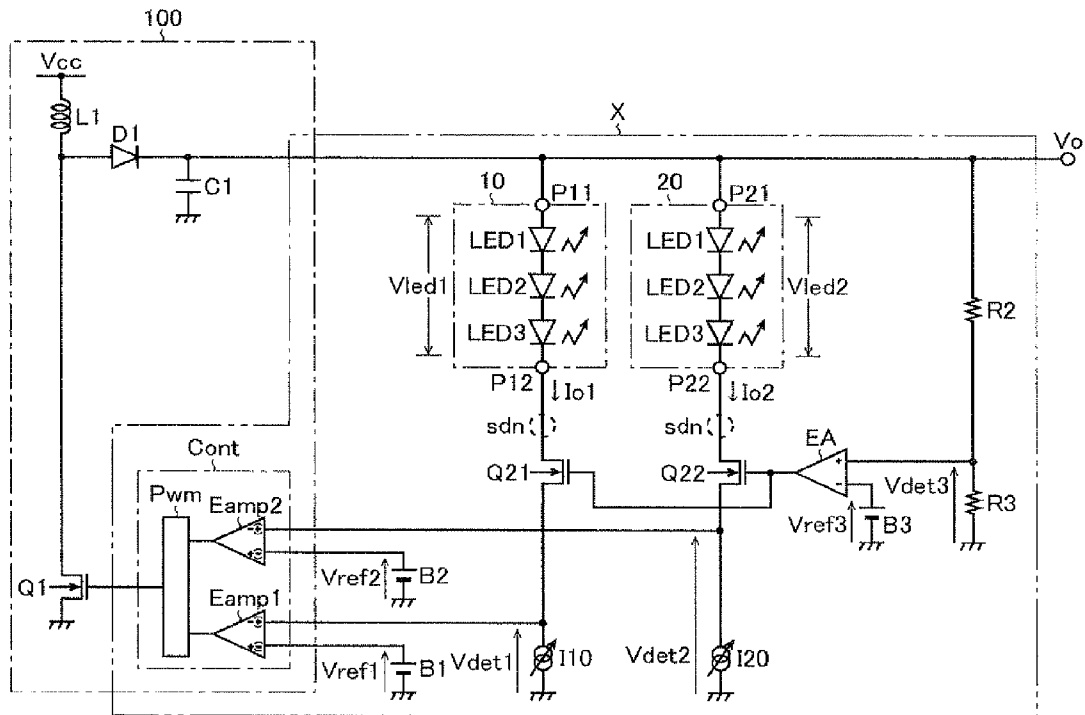 100
Vcc
L1
D1
C1
X
Vo
10
P11
20
P21
LED1
LED2
LED3
Vled1
LED1
LED2
LED3
Vled2
R2
P12
↓Io1
P22
↓Io2
sdn
sdn
EA
+
-
Q21
Q22
Vdet3
R3
Vref3
B3
Cont
Pwm
Eamp2
Vref2
B2
Q1
Eamp1
Vref1
B1
Vdet1
I10
Vdet2
I20